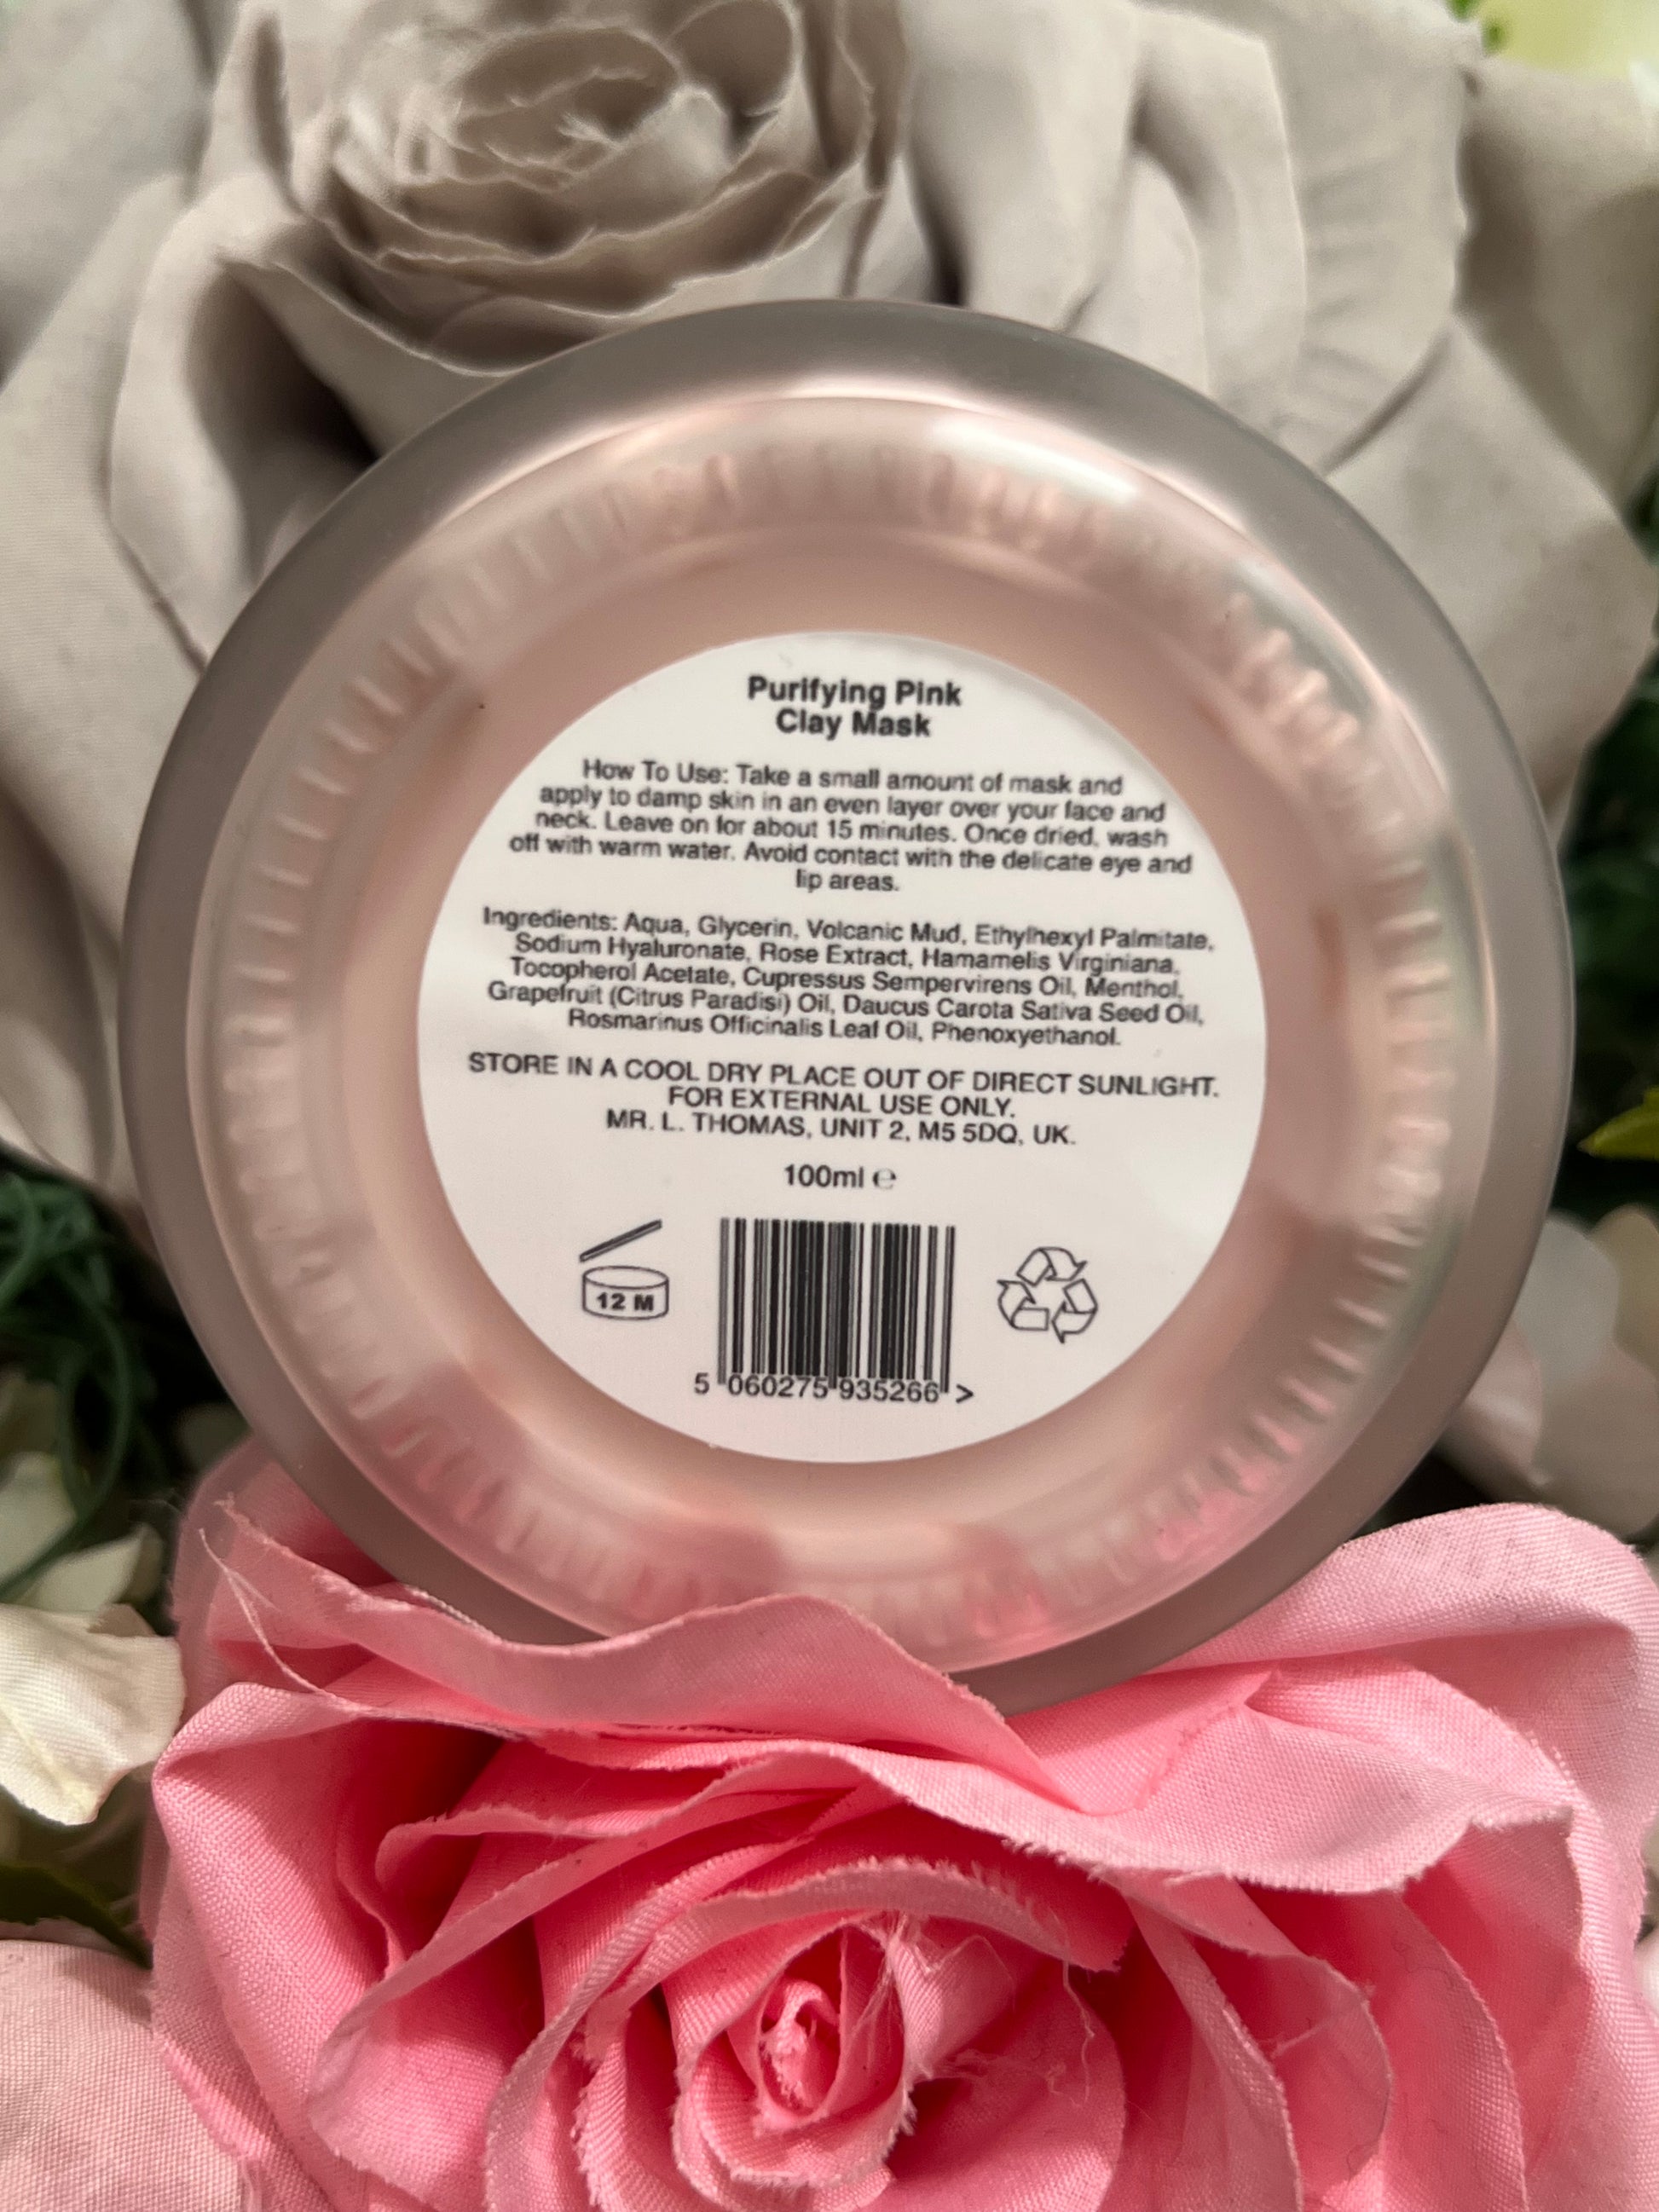 Purifying Pink
Clay Mask
How To Use: Take a small amount of mask and
apply to damp skin in an even layer over your face and
neck. Leave on for about 15 minutes. Once dried, wash
off with warm water. Avoid contact with the delicate eye and
lip areas.
Ingredients: Aqua, Glycerin, Volcanic Mud, Ethylhexyl Palmitate,
Sodium Hyaluronate, Rose Extract, Hamamelis Virginiana,
Tocopherol Acetate, Cupressus Sempervirens Oil, Menthol,
Grapefruit (Citrus Paradisi) Oil, Daucus Carota Sativa Seed Oil,
Rosmarinus Officinalis Leaf Oil, Phenoxyethanol.
STORE IN A COOL DRY PLACE OUT OF DIRECT SUNLIGHT.
FOR EXTERNAL USE ONLY.
MR. L. THOMAS, UNIT 2, M5 5DQ, UK.
100ml ℮
12 M
5 060275 935266 >